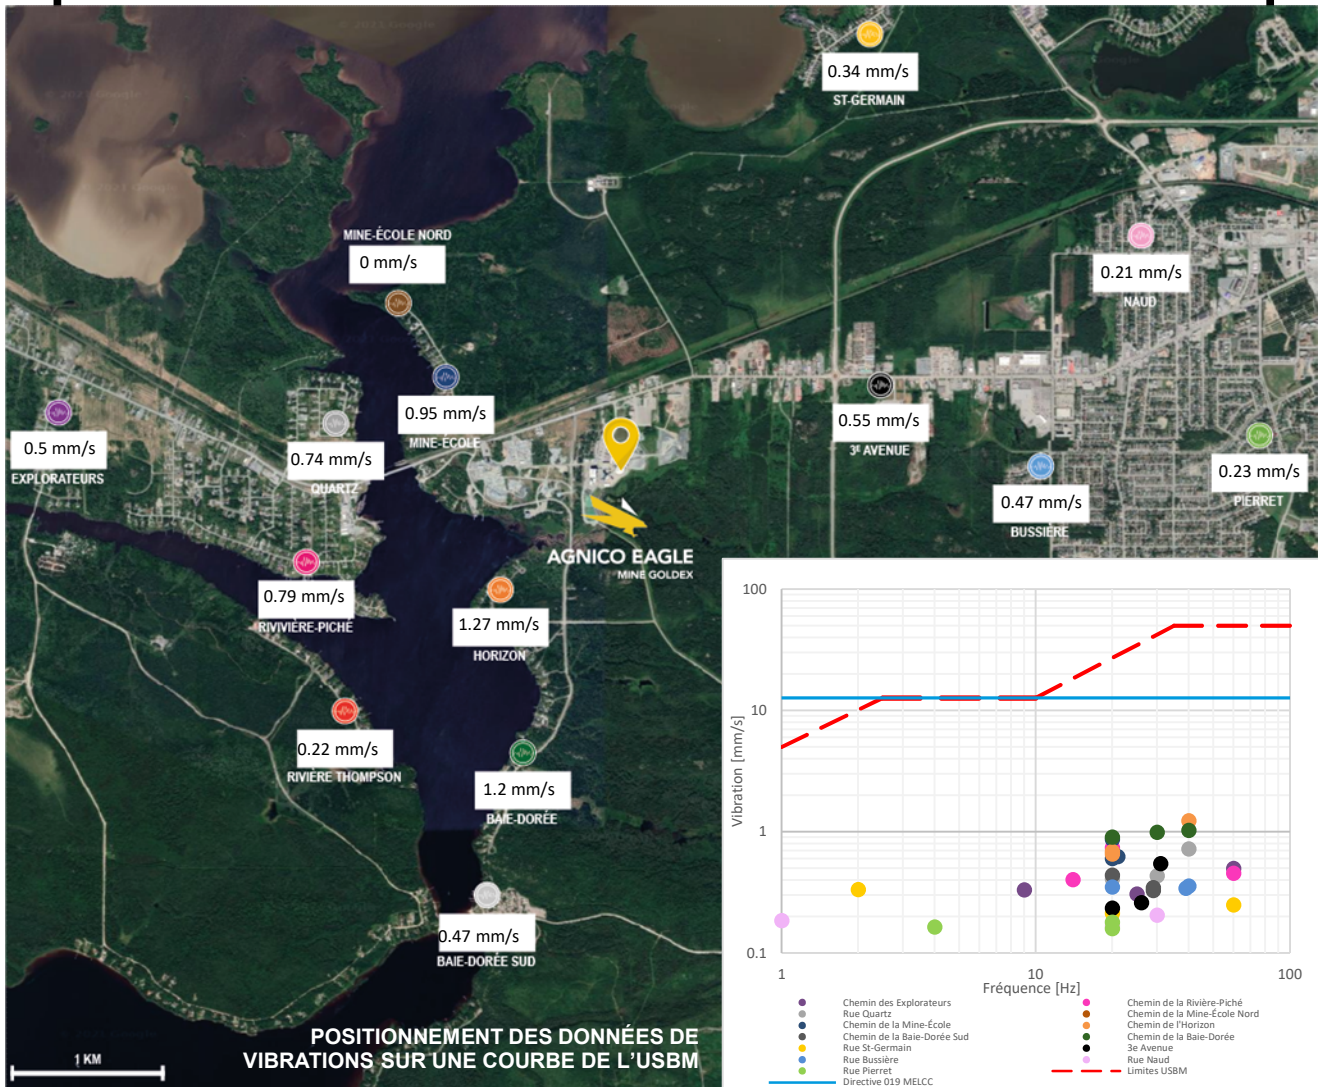 0.34 mm/s
ST-GERMAIN
MINE-ÉCOLE NORD
0 mm/s
0.21 mm/s
NAUD
0.95 mm/s
MINE-ÉCOLE
0.5 mm/s
EXPLORATEURS
0.74 mm/s
QUARTZ
0.55 mm/s
3E AVENUE
0.47 mm/s
BUSSIÈRE
0.23 mm/s
PIERRET
AGNICO EAGLE
MINE GOLDEX
0.79 mm/s
RIVIVIÈRE-PICHÉ
1.27 mm/s
HORIZON
0.22 mm/s
RIVIÈRE THOMPSON
1.2 mm/s
BAIE-DORÉE
0.47 mm/s
BAIE-DORÉE SUD
POSITIONNEMENT DES DONNÉES DE
VIBRATIONS SUR UNE COURBE DE L'USBM
1 KM
100
10
1
0.1
Vibration [mm/s]
1
10
100
Fréquence [Hz]
Chemin des Explorateurs
Chemin de la Rivière-Piché
Rue Quartz
Chemin de la Mine-École Nord
Chemin de la Mine-École
Chemin de l'Horizon
Chemin de la Baie-Dorée Sud
Chemin de la Baie-Dorée
Rue St-Germain
3e Avenue
Rue Bussière
Rue Naud
Rue Pierret
Limites USBM
Directive 019 MELCC